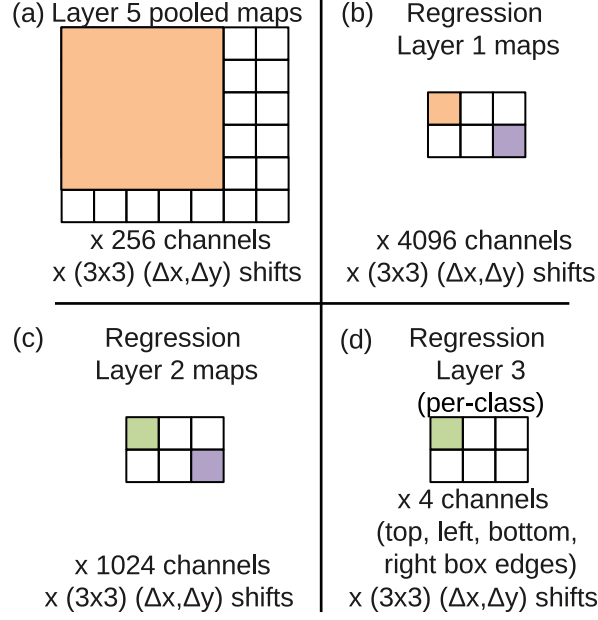 (a) Layer 5 pooled maps
x 256 channels
x (3x3) (Δx,Δy) shifts
(b) Regression
Layer 1 maps
x 4096 channels
x (3x3) (Δx,Δy) shifts
(c) Regression
Layer 2 maps
x 1024 channels
x (3x3) (Δx,Δy) shifts
(d) Regression
Layer 3
(per-class)
x 4 channels
(top, left, bottom,
right box edges)
x (3x3) (Δx,Δy) shifts